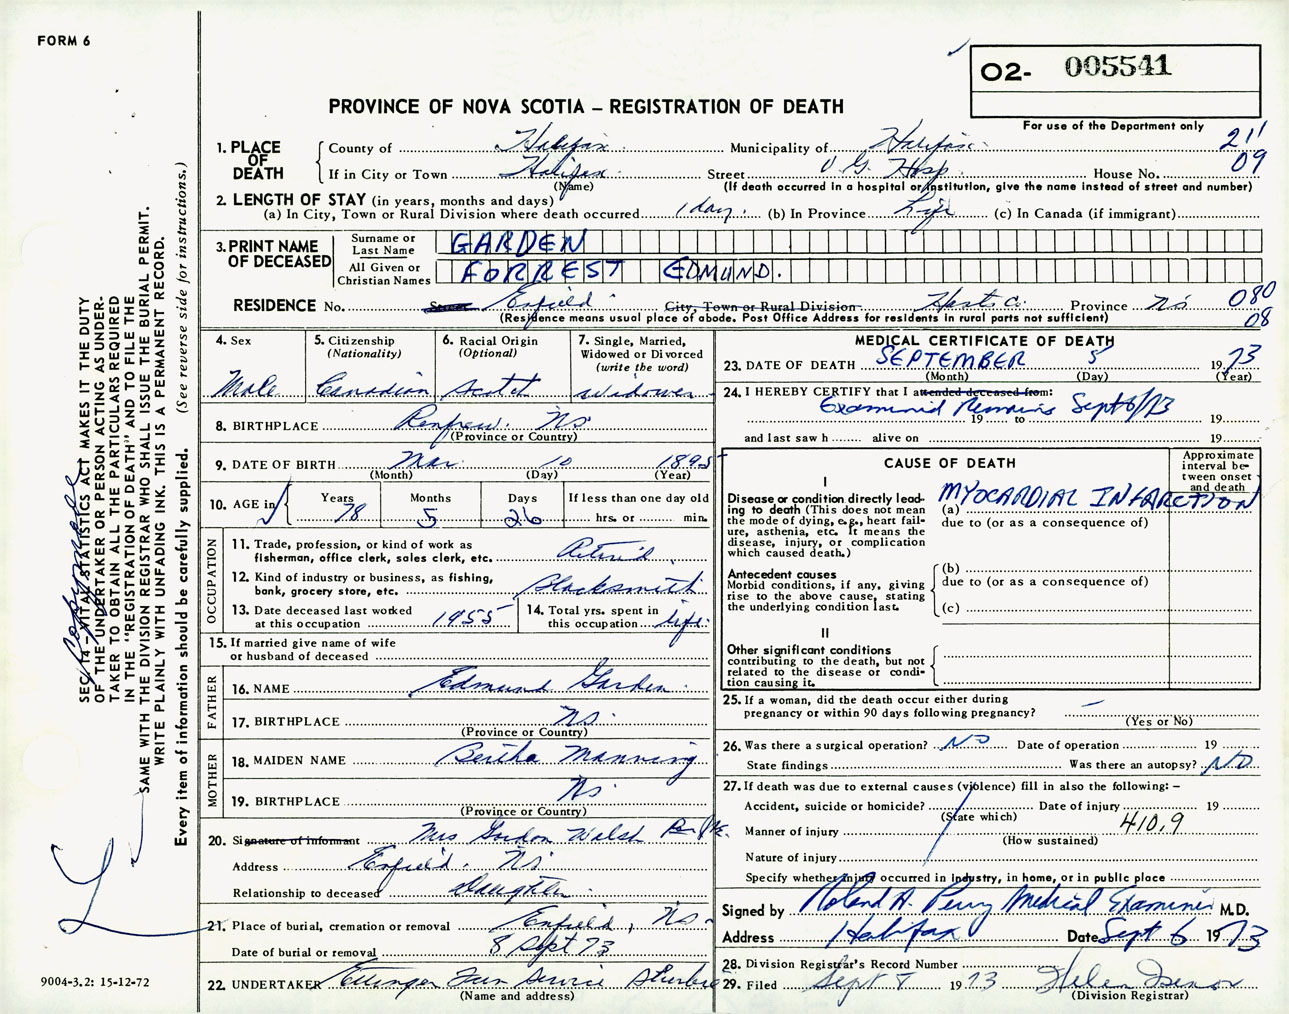 FORM 6
O2- 005541
PROVINCE OF NOVA SCOTIA – REGISTRATION OF DEATH
For use of the Department only
21'
09
1. PLACE OF DEATH
County of Halifax Municipality of Halifax
If in City or Town Halifax Street V G. Hosp House No.
(Name) (If death occurred in a hospital or institution, give the name instead of street and number)
2. LENGTH OF STAY (in years, months and days)
(a) In City, Town or Rural Division where death occurred 1 day. (b) In Province Life (c) In Canada (if immigrant)
3. PRINT NAME OF DECEASED
Surname or Last Name GARDEN
All Given or Christian Names FORREST EDMUND.
RESIDENCE No. Street Enfield City, Town or Rural Division Hants Co. Province NS 080
(Residence means usual place of abode. Post Office Address for residents in rural parts not sufficient) 08
4. Sex Male
5. Citizenship (Nationality) Canadian
6. Racial Origin (Optional) Scotch
7. Single, Married, Widowed or Divorced (write the word) Widower
8. BIRTHPLACE Renfrew. NS
(Province or Country)
9. DATE OF BIRTH Mar. 10 1895
(Month) (Day) (Year)
10. AGE in Years 78 Months 5 Days 26 If less than one day old hrs. or min.
OCCUPATION
11. Trade, profession, or kind of work as fisherman, office clerk, sales clerk, etc. Retired
12. Kind of industry or business, as fishing, bank, grocery store, etc. Blacksmith
13. Date deceased last worked at this occupation 1955
14. Total yrs. spent in this occupation life.
15. If married give name of wife or husband of deceased
FATHER
16. NAME Edmund Garden
17. BIRTHPLACE NS.
(Province or Country)
MOTHER
18. MAIDEN NAME Bertha Manning
19. BIRTHPLACE NS
(Province or Country)
20. Signature of informant Mrs Gordon Walsh
Address Enfield. NS
Relationship to deceased Daughter
21. Place of burial, cremation or removal Enfield, NS.
Date of burial or removal 8 Sept 73
22. UNDERTAKER Ettinger Fun Service
(Name and address)
MEDICAL CERTIFICATE OF DEATH
23. DATE OF DEATH SEPTEMBER 5 1973
(Month) (Day) (Year)
24. I HEREBY CERTIFY that I attended deceased from:
Examined Remains Sept 6/73
19 to 19
and last saw h alive on 19
CAUSE OF DEATH
Approximate interval between onset and death
I
Disease or condition directly leading to death (This does not mean the mode of dying, e.g., heart failure, asthenia, etc. It means the disease, injury, or complication which caused death.)
(a) MYOCARDIAL INFARCTION
due to (or as a consequence of)
Antecedent causes
Morbid conditions, if any, giving rise to the above cause, stating the underlying condition last.
(b)
due to (or as a consequence of)
(c)
II
Other significant conditions contributing to the death, but not related to the disease or condition causing it.
25. If a woman, did the death occur either during pregnancy or within 90 days following pregnancy? –
(Yes or No)
26. Was there a surgical operation? NO Date of operation 19
State findings Was there an autopsy? NO
27. If death was due to external causes (violence) fill in also the following: –
Accident, suicide or homicide? Date of injury 19
(State which)
Manner of injury 410.9
(How sustained)
Nature of injury
Specify whether injury occurred in industry, in home, or in public place
Signed by Roland A. Perry Medical Examiner M.D.
Address Halifax Date Sept 6 1973
28. Division Registrar's Record Number
29. Filed Sept 7 1973 Helen
(Division Registrar)
SEC. 14 – VITAL STATISTICS ACT MAKES IT THE DUTY
OF THE UNDERTAKER OR PERSON ACTING AS UNDER-
TAKER TO OBTAIN ALL THE PARTICULARS REQUIRED
IN THE "REGISTRATION OF DEATH" AND TO FILE THE
SAME WITH THE DIVISION REGISTRAR WHO SHALL ISSUE THE BURIAL PERMIT.
WRITE PLAINLY WITH UNFADING INK. THIS IS A PERMANENT RECORD.
Every item of information should be carefully supplied. (See reverse side for instructions.)
9004-3.2: 15-12-72